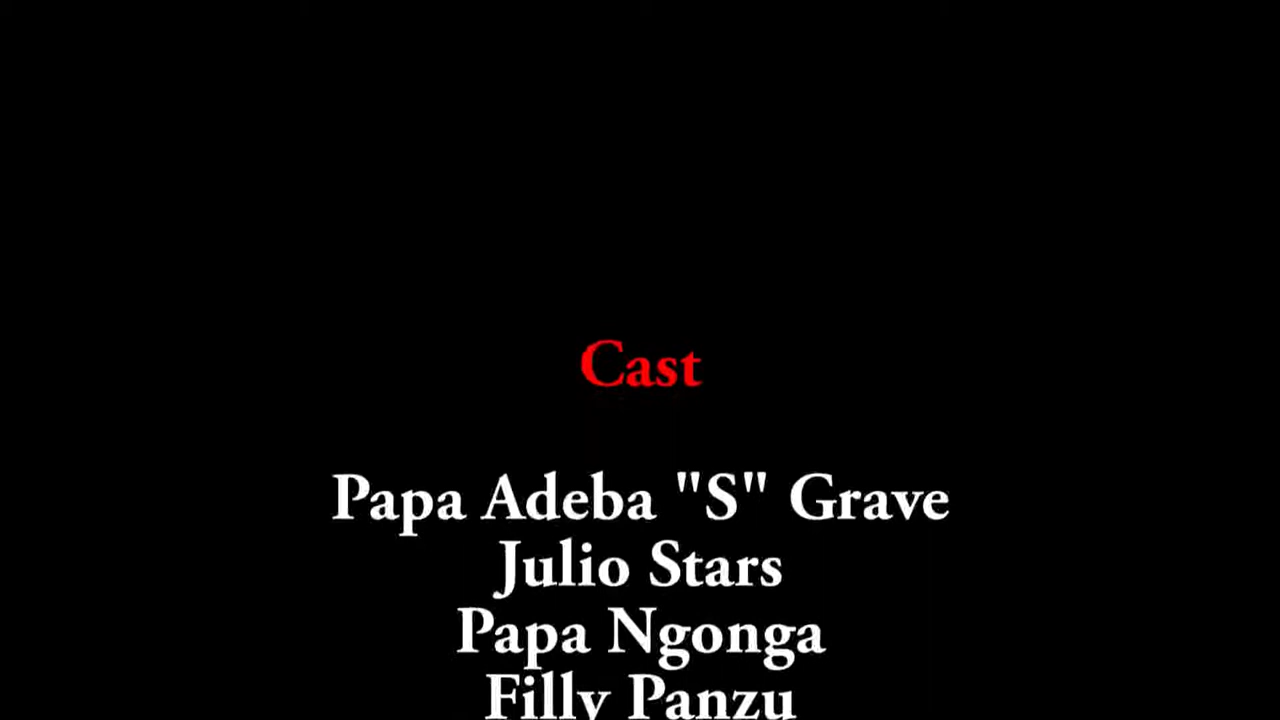 Cast
Papa Adeba "S" Grave
Julio Stars
Papa Ngonga
Filly Panzu